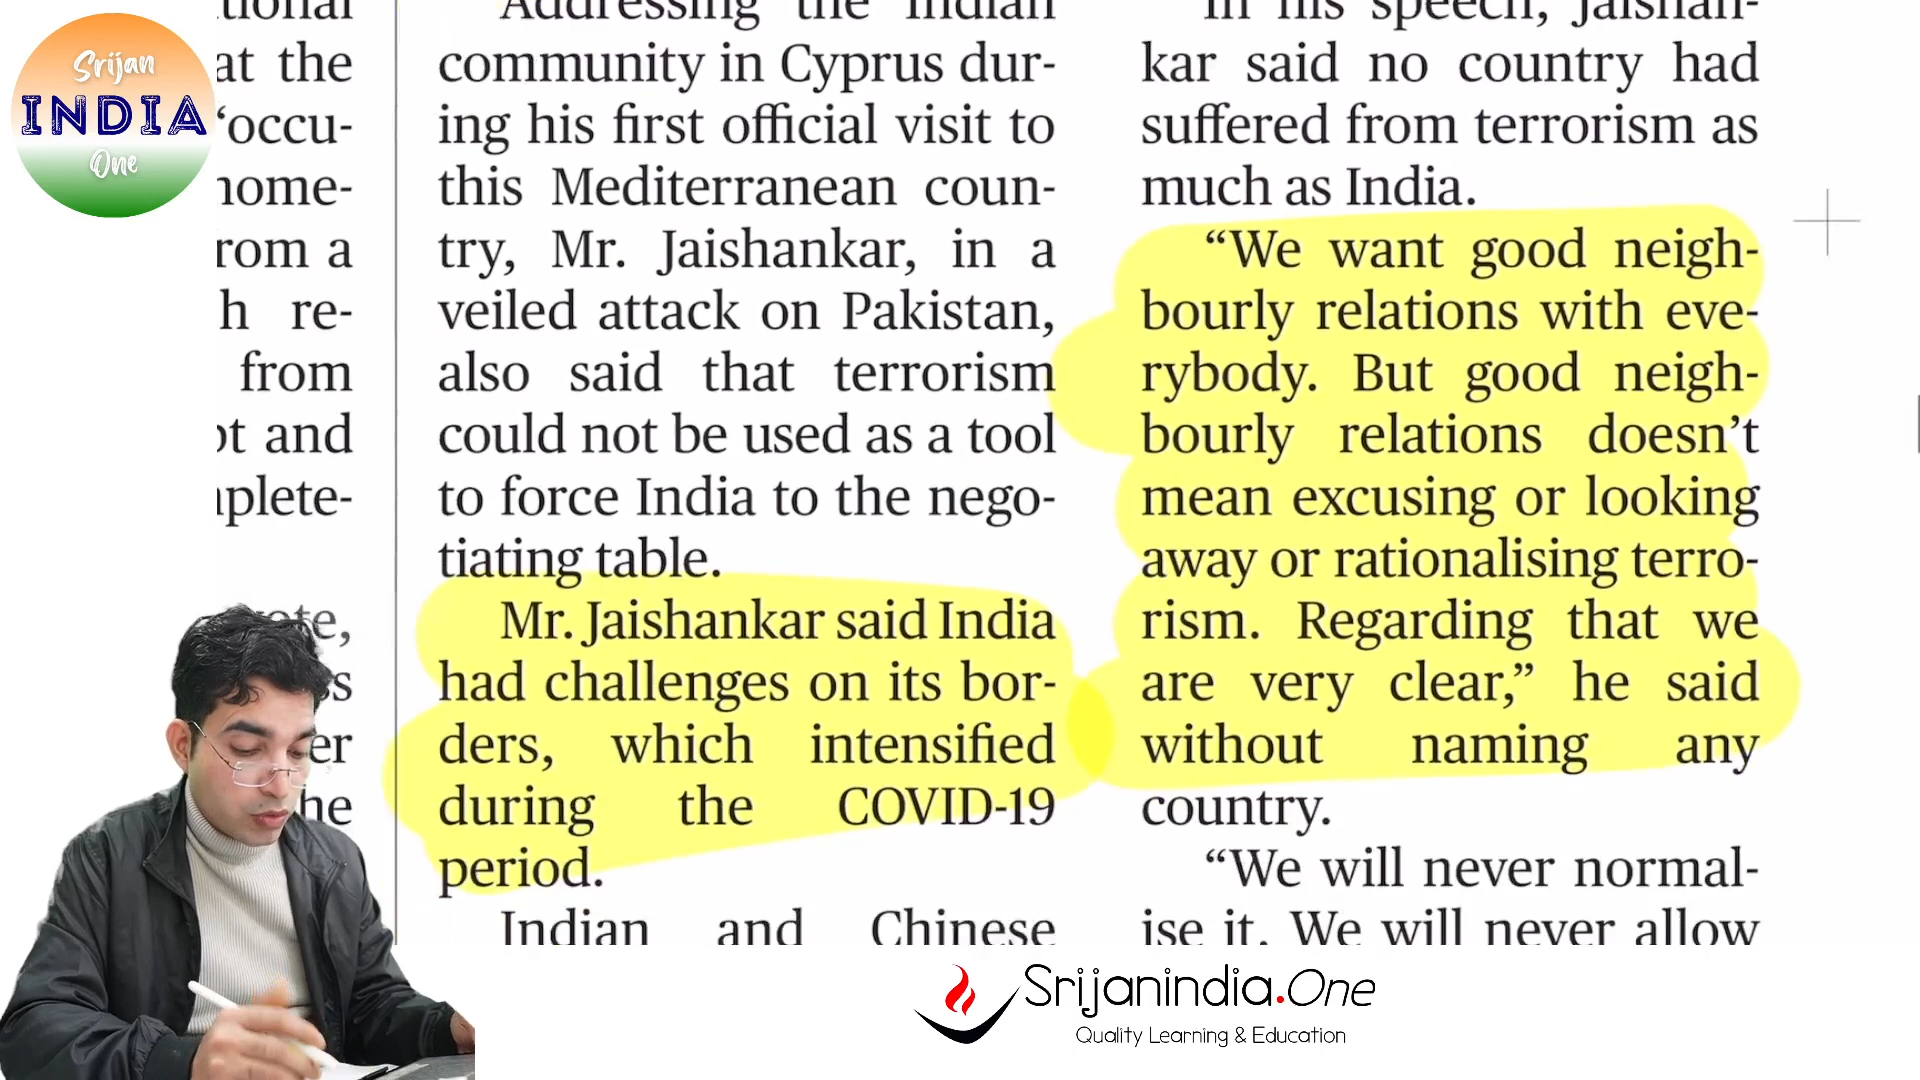 Srijan
INDIA
One
at the
“occu-
rom a
h re-
from
and
Addressing the Indian
community in Cyprus dur-
ing his first official visit to
this Mediterranean coun-
try, Mr. Jaishankar, in a
veiled attack on Pakistan,
also said that terrorism
could not be used as a tool
to force India to the nego-
tiating table.
Mr. Jaishankar said India
had challenges on its bor-
ders, which intensified
during the COVID-19
period.
Indian and Chinese
In his speech, Jaishan-
kar said no country had
suffered from terrorism as
much as India.
“We want good neigh-
bourly relations with eve-
rybody. But good neigh-
bourly relations doesn’t
mean excusing or looking
away or rationalising terro-
rism. Regarding that we
are very clear,” he said
without naming any
country.
“We will never normal-
ise it. We will never allow
Srijanindia.One
Quality Learning & Education